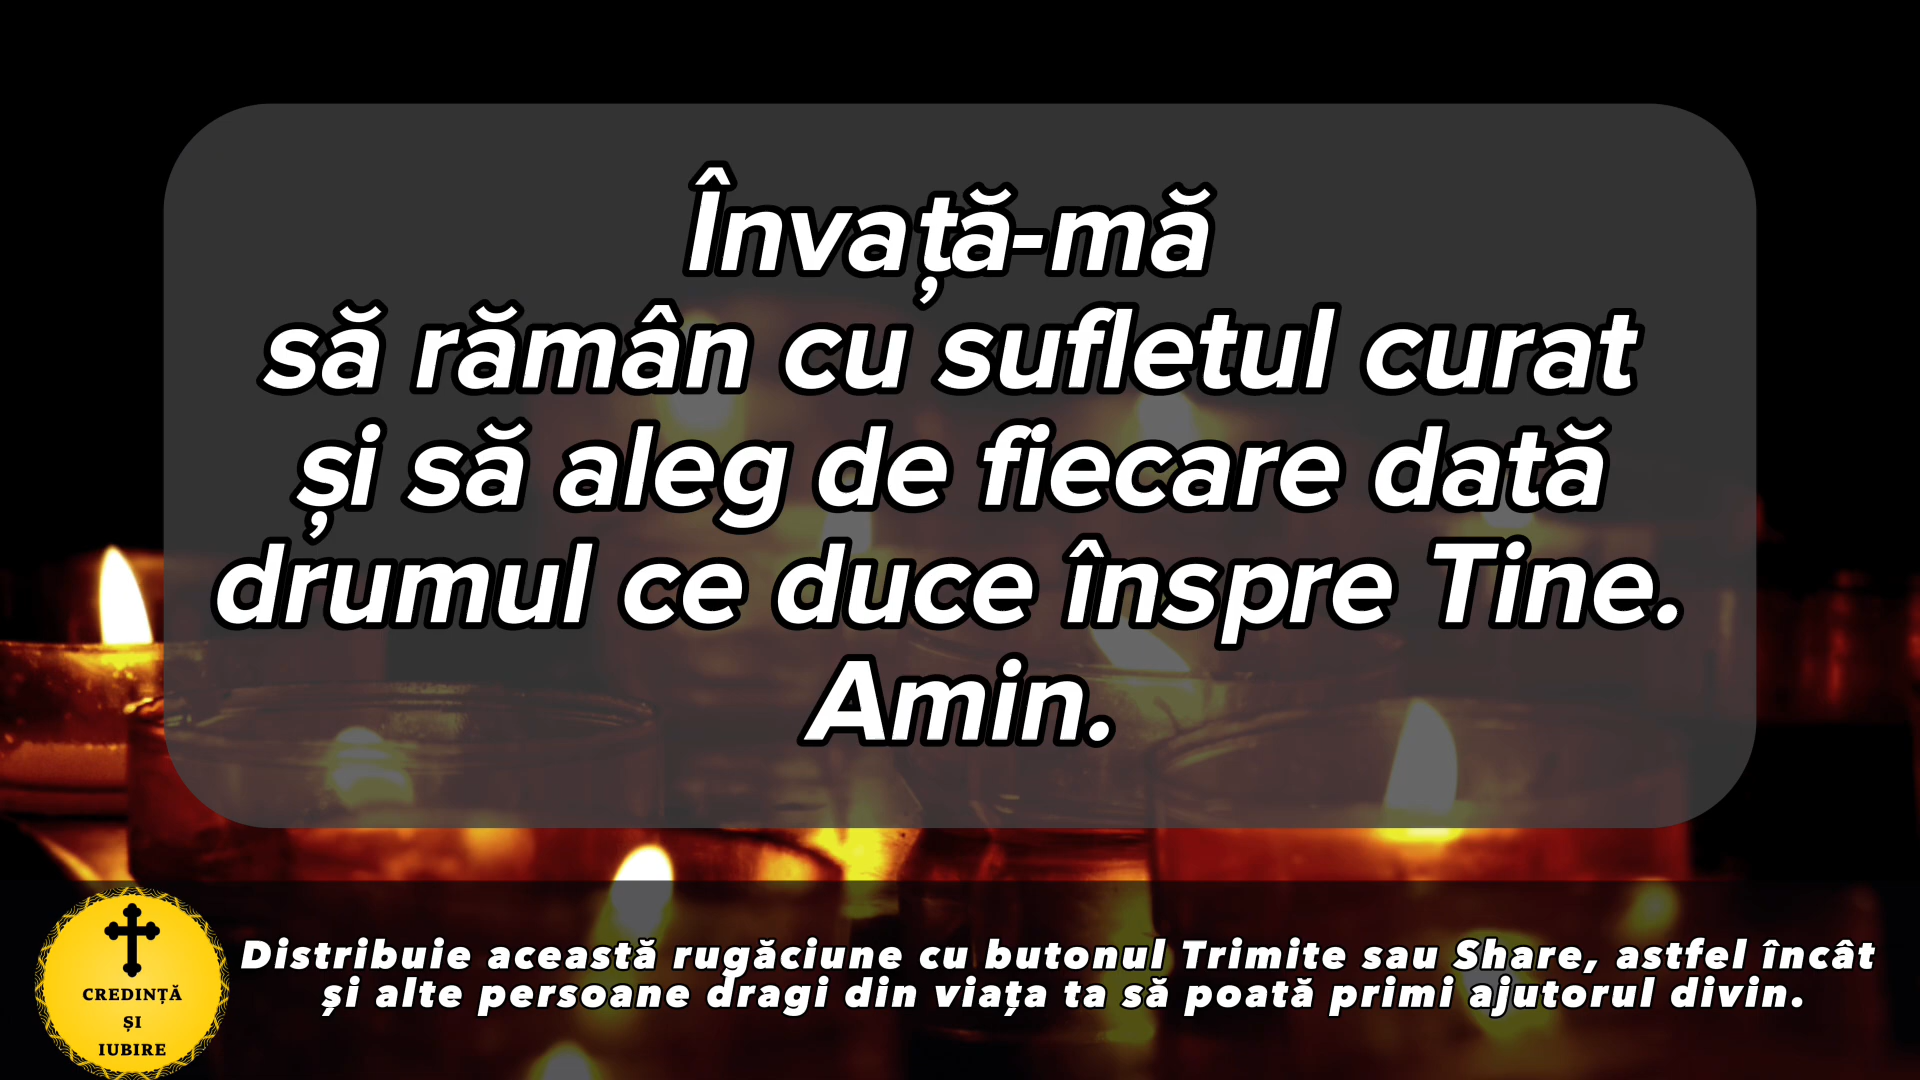 Învață-mă
să rămân cu sufletul curat
și să aleg de fiecare dată
drumul ce duce înspre Tine.
Amin.
CREDINȚĂ
ȘI
IUBIRE
Distribuie această rugăciune cu butonul Trimite sau Share, astfel încât
și alte persoane dragi din viața ta să poată primi ajutorul divin.